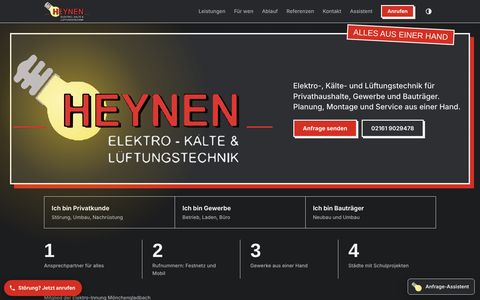 HEYNEN
ELEKTRO-, KÄLTE- &
LÜFTUNGSTECHNIK
Leistungen Für wen Ablauf Referenzen Kontakt Assistent Anrufen
ALLES AUS EINER HAND
HEYNEN
ELEKTRO - KÄLTE &
LÜFTUNGSTECHNIK
Elektro-, Kälte- und Lüftungstechnik für
Privathaushalte, Gewerbe und Bauträger.
Planung, Montage und Service aus einer Hand.
Anfrage senden 02161 9029478
Ich bin Privatkunde
Störung, Umbau, Nachrüstung
Ich bin Gewerbe
Betrieb, Laden, Büro
Ich bin Bauträger
Neubau und Umbau
1
Ansprechpartner für alles
2
Rufnummern: Festnetz und
Mobil
3
Gewerke aus einer Hand
4
Städte mit Schulprojekten
Störung? Jetzt anrufen
Anfrage-Assistent
Mitglied der Elektro-Innung Mönchengladbach